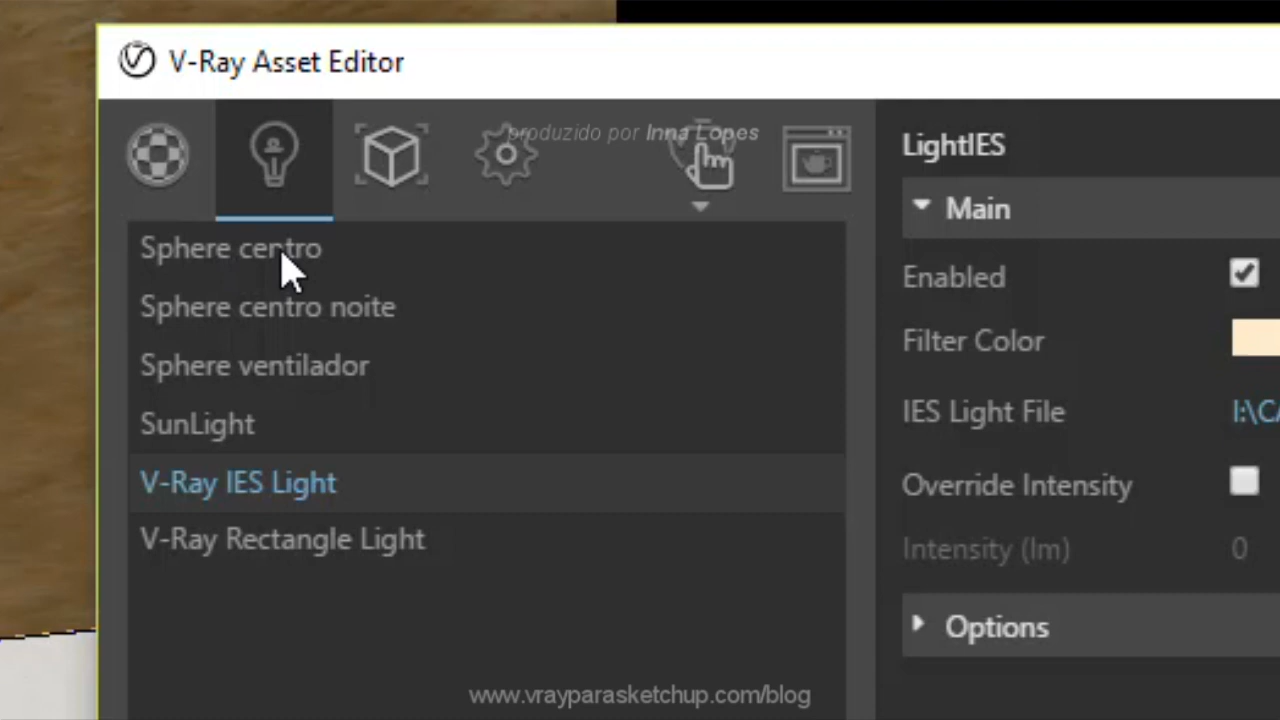 V-Ray Asset Editor
produzido por Inna Lopes
LightIES
Main
Sphere centro
Sphere centro noite
Sphere ventilador
SunLight
V-Ray IES Light
V-Ray Rectangle Light
Enabled
Filter Color
IES Light File
I:\CA
Override Intensity
Intensity (lm)
0
Options
www.vrayparasketchup.com/blog